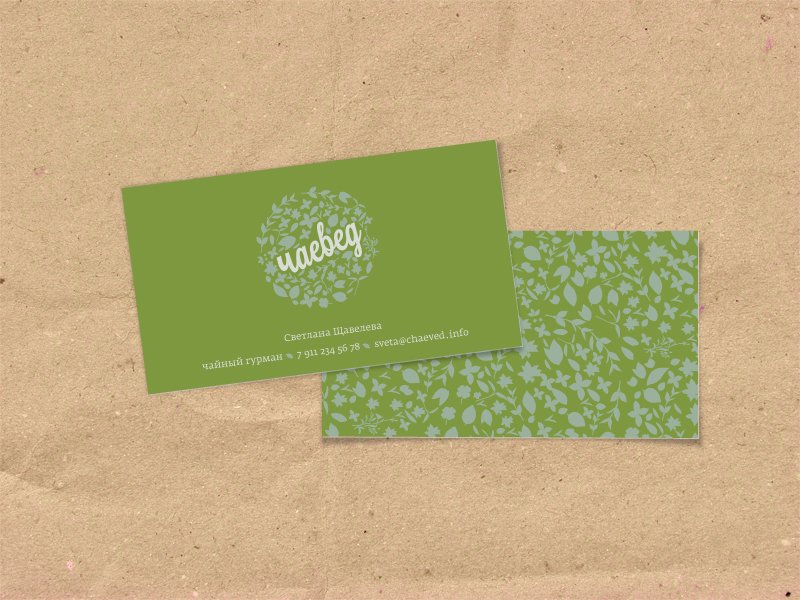 чаевед
Светлана Щавелева
чайный гурман 7 911 234 56 78 sveta@chaeved.info